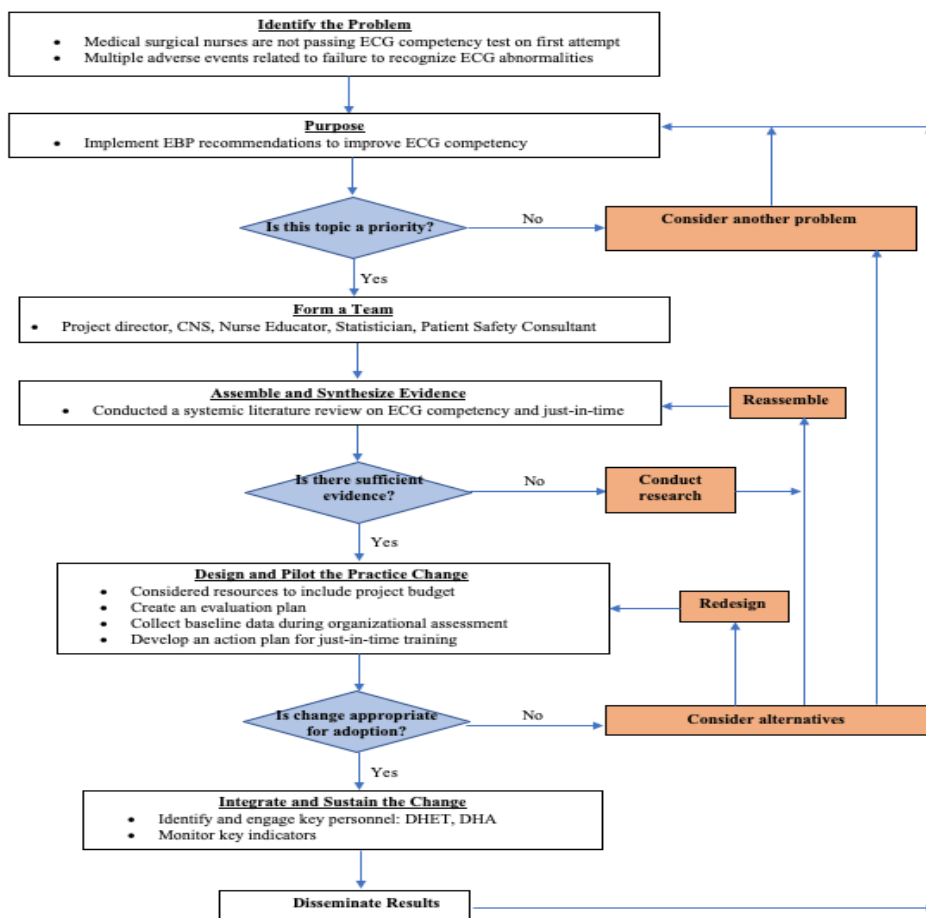 Identify the Problem
• Medical surgical nurses are not passing ECG competency test on first attempt
• Multiple adverse events related to failure to recognize ECG abnormalities
Purpose
• Implement EBP recommendations to improve ECG competency
Is this topic a priority?
No
Consider another problem
Yes
Form a Team
• Project director, CNS, Nurse Educator, Statistician, Patient Safety Consultant
Assemble and Synthesize Evidence
• Conducted a systemic literature review on ECG competency and just-in-time
Reassemble
Is there sufficient
evidence?
No
Conduct
research
Yes
Design and Pilot the Practice Change
• Considered resources to include project budget
• Create an evaluation plan
• Collect baseline data during organizational assessment
• Develop an action plan for just-in-time training
Redesign
Is change appropriate
for adoption?
No
Consider alternatives
Yes
Integrate and Sustain the Change
• Identify and engage key personnel: DHET, DHA
• Monitor key indicators
Disseminate Results